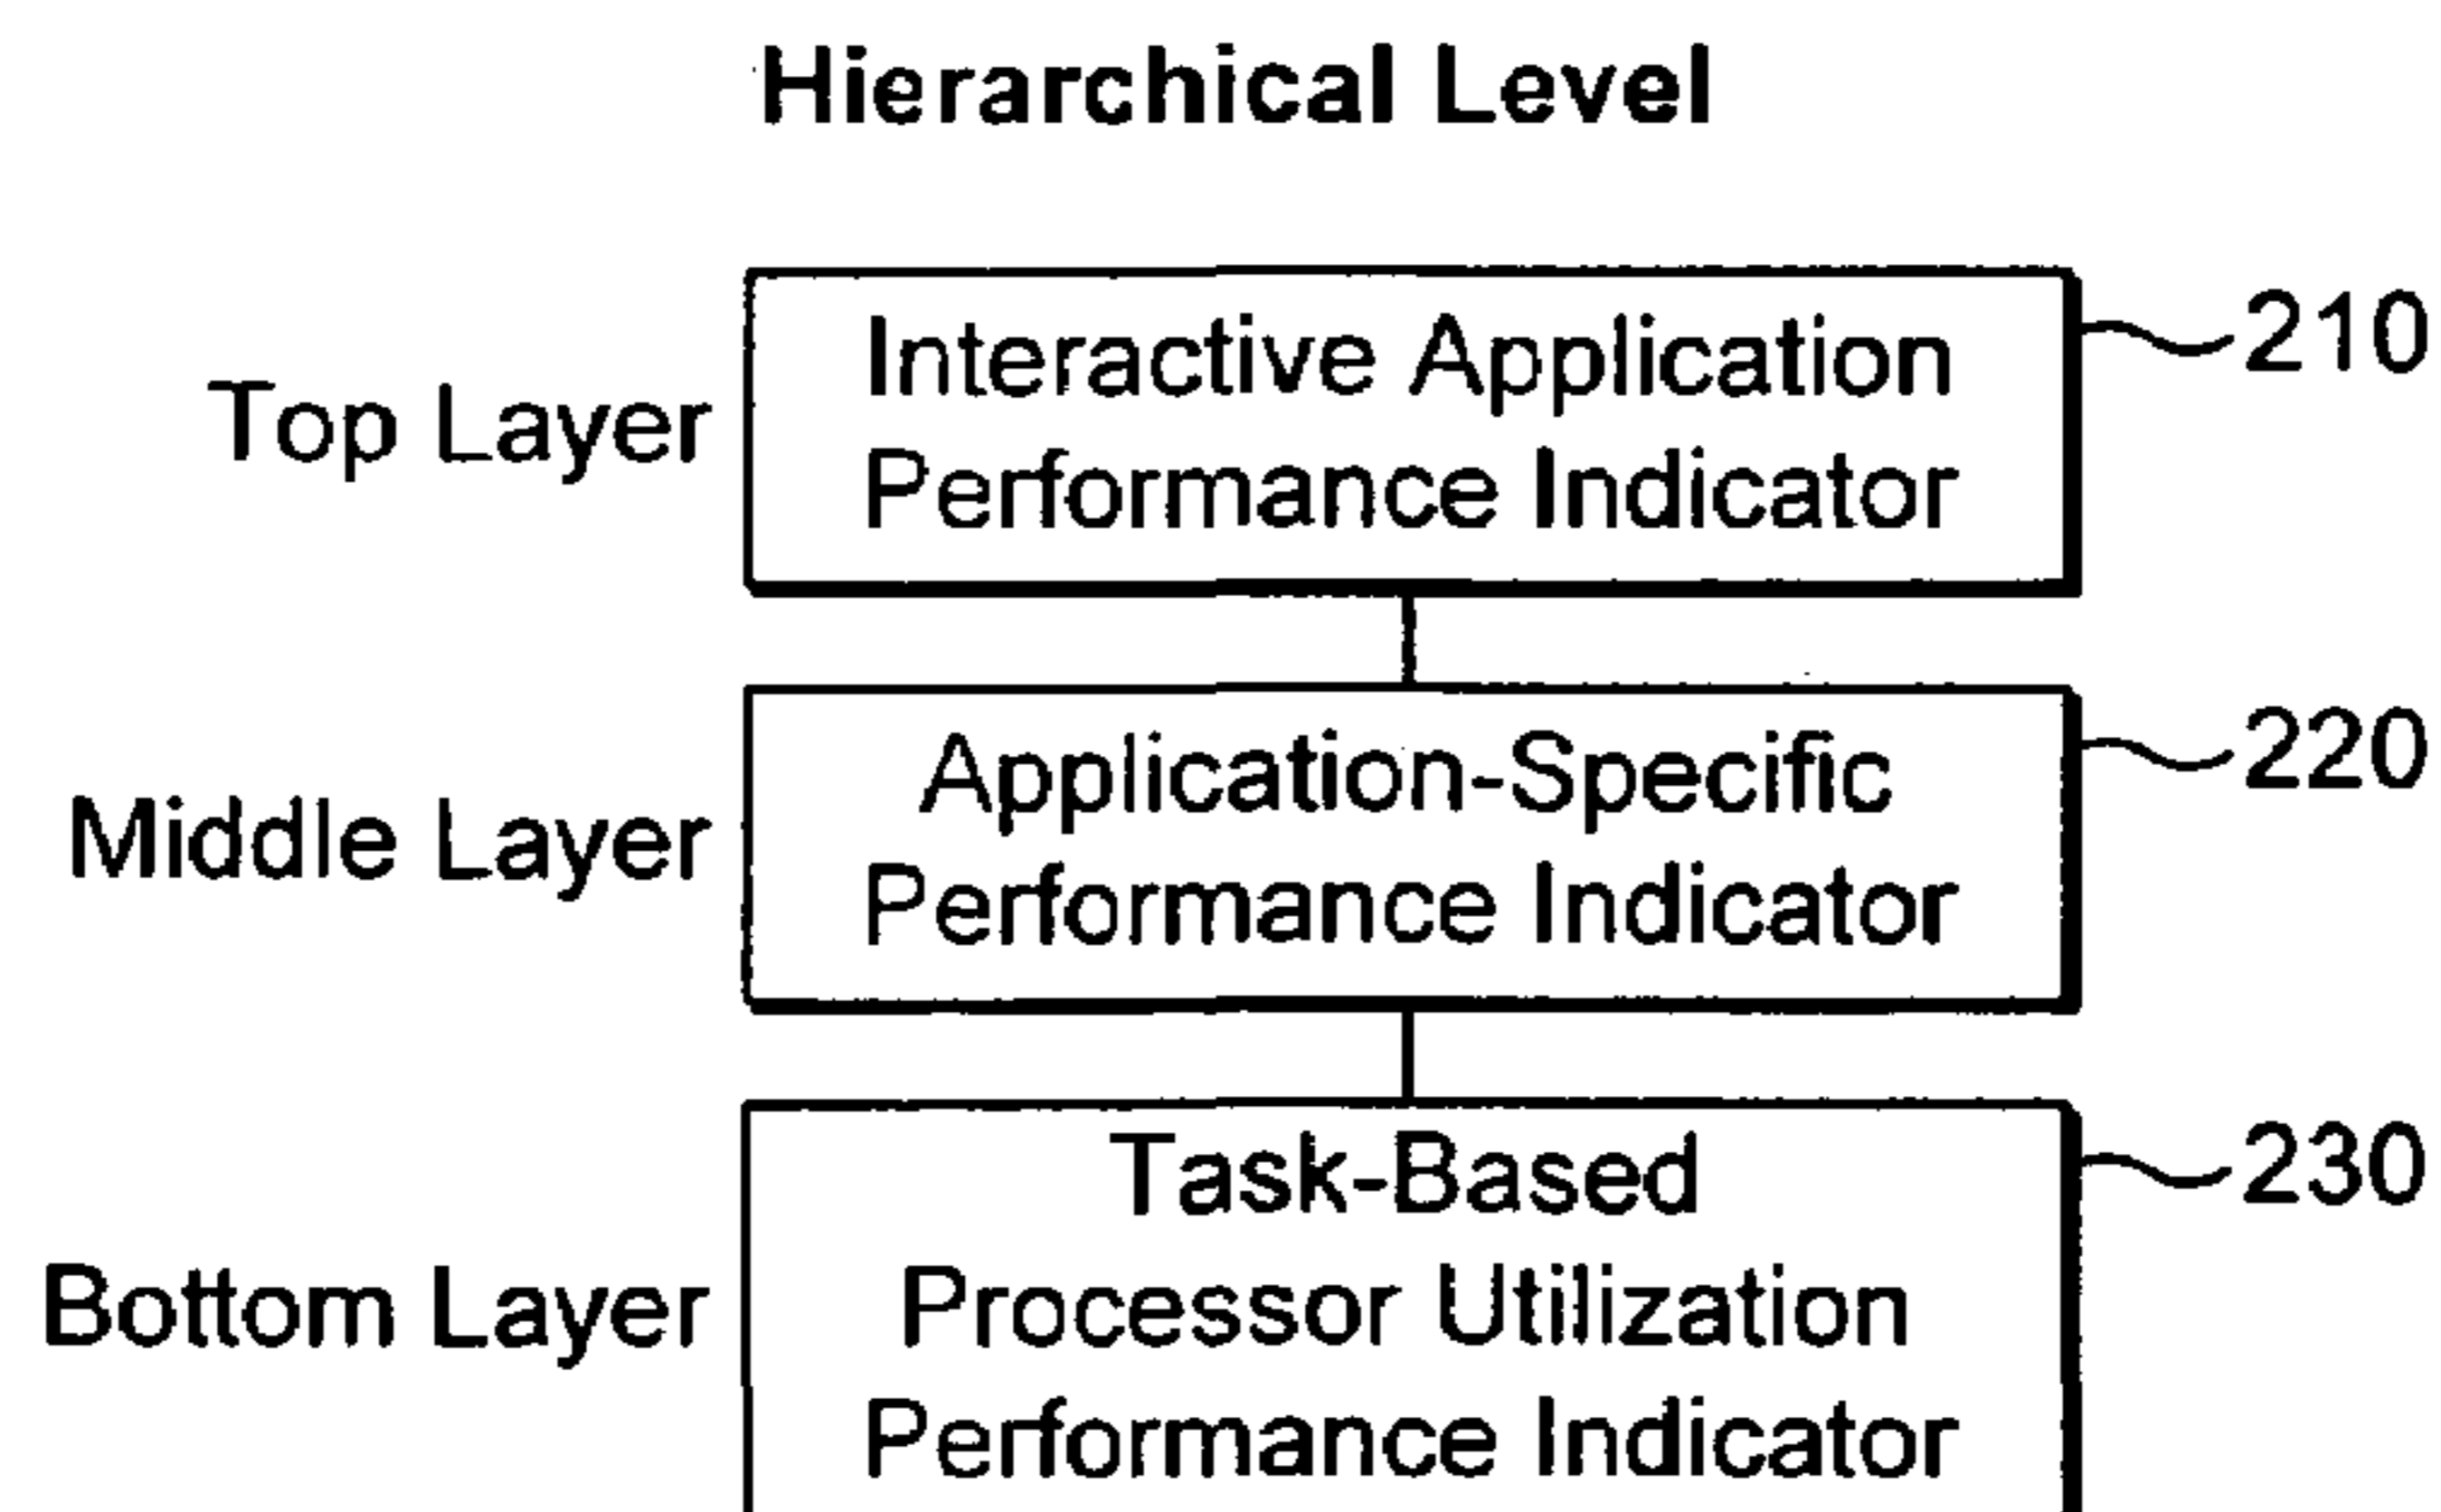 Hierarchical Level
Top Layer
Interactive Application
Performance Indicator
210
Middle Layer
Application-Specific
Performance Indicator
220
Bottom Layer
Task-Based
Processor Utilization
Performance Indicator
230